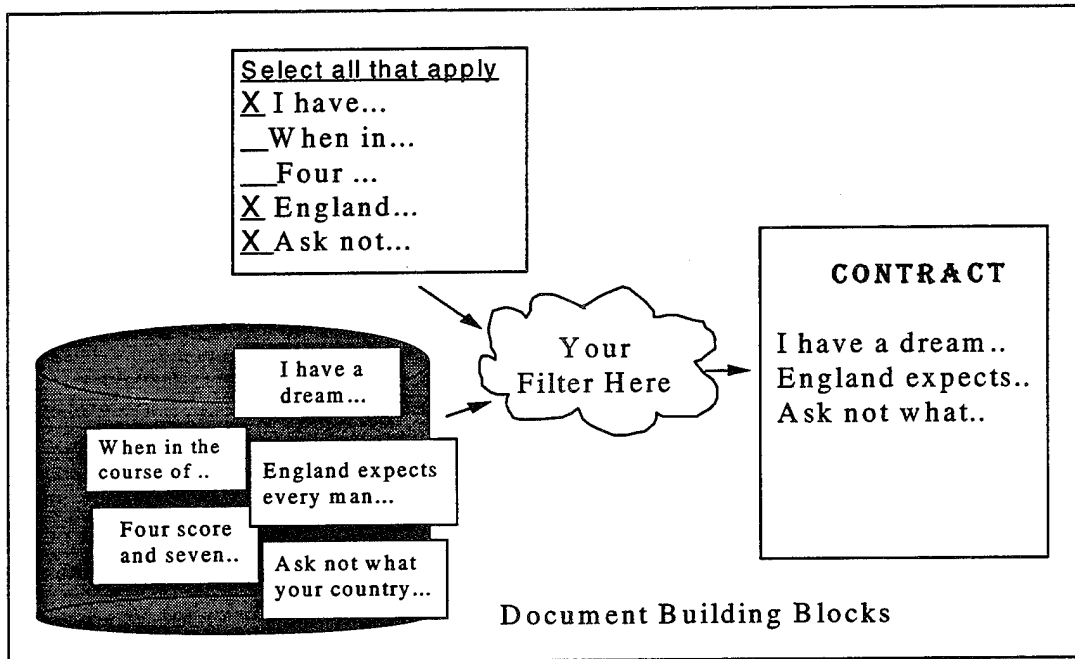 Select all that apply
X I have...
__When in...
__Four ...
X England...
X Ask not...
I have a
dream...
When in the
course of ..
England expects
every man...
Four score
and seven..
Ask not what
your country...
Your
Filter Here
CONTRACT
I have a dream..
England expects..
Ask not what..
Document Building Blocks